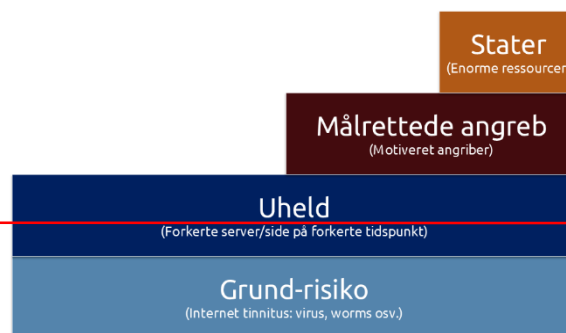 Stater
(Enorme ressourcer
Målrettede angreb
(Motiveret angriber)
Uheld
(Forkerte server/side på forkerte tidspunkt)
Grund-risiko
(Internet tinnitus: virus, worms osv.)